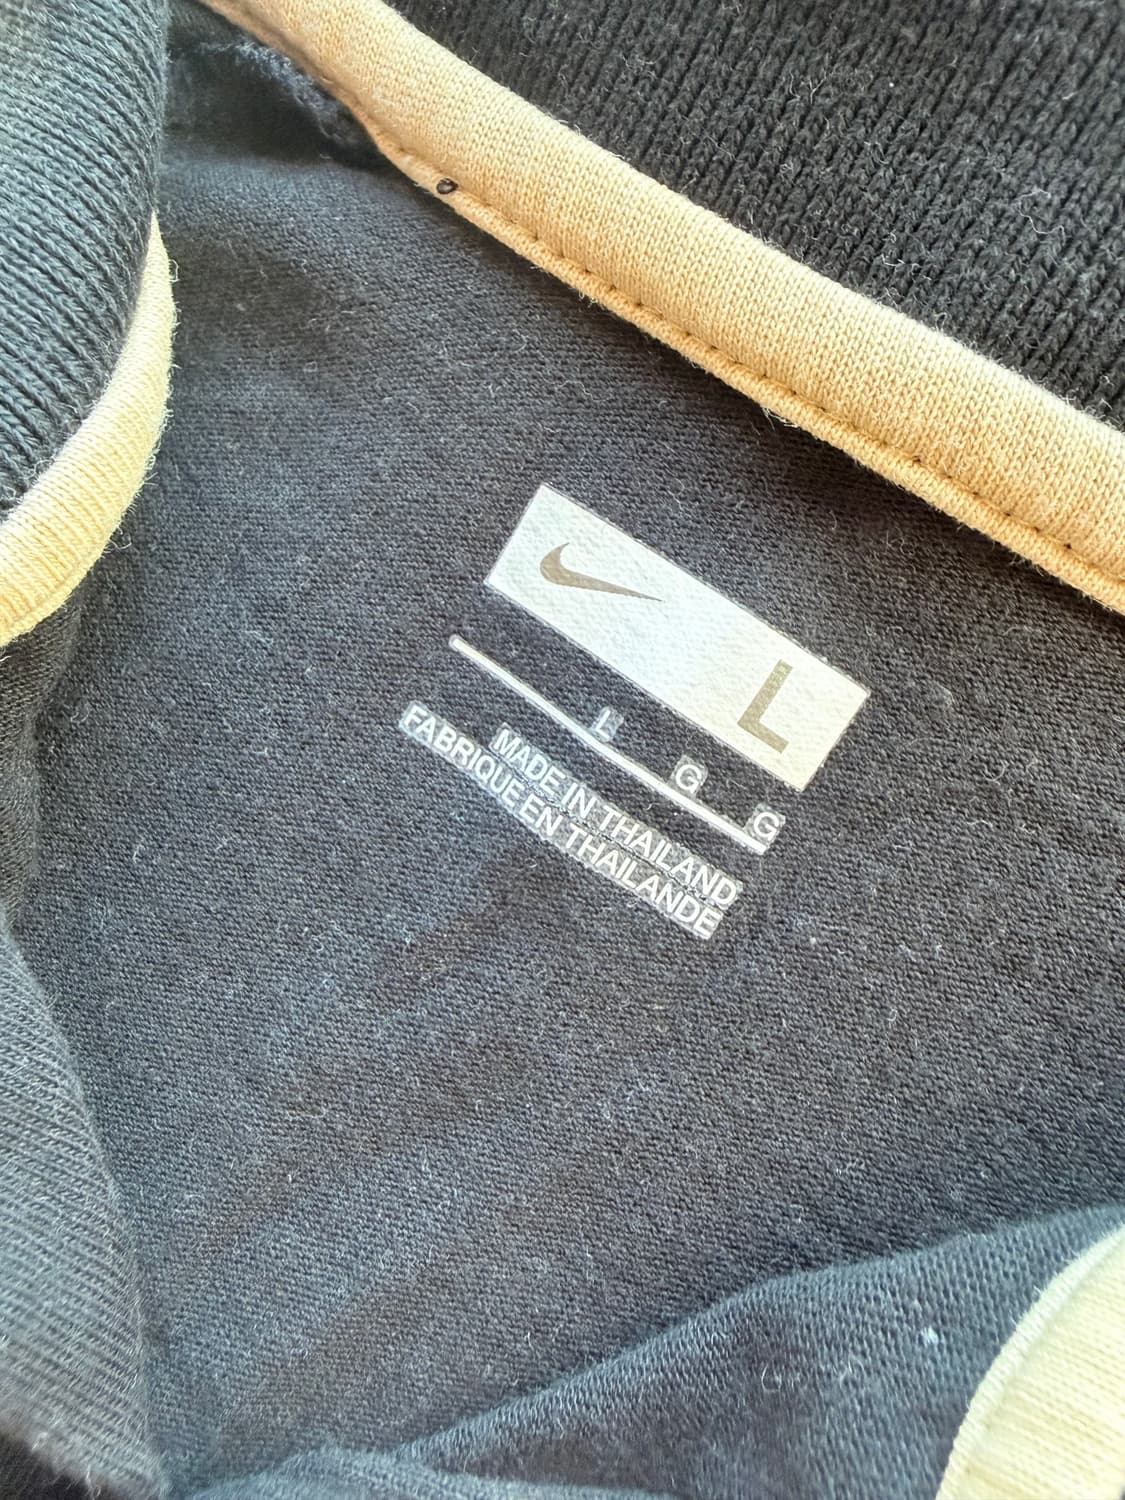 L
L G G
MADE IN THAILAND
FABRIQUE EN THAILANDE